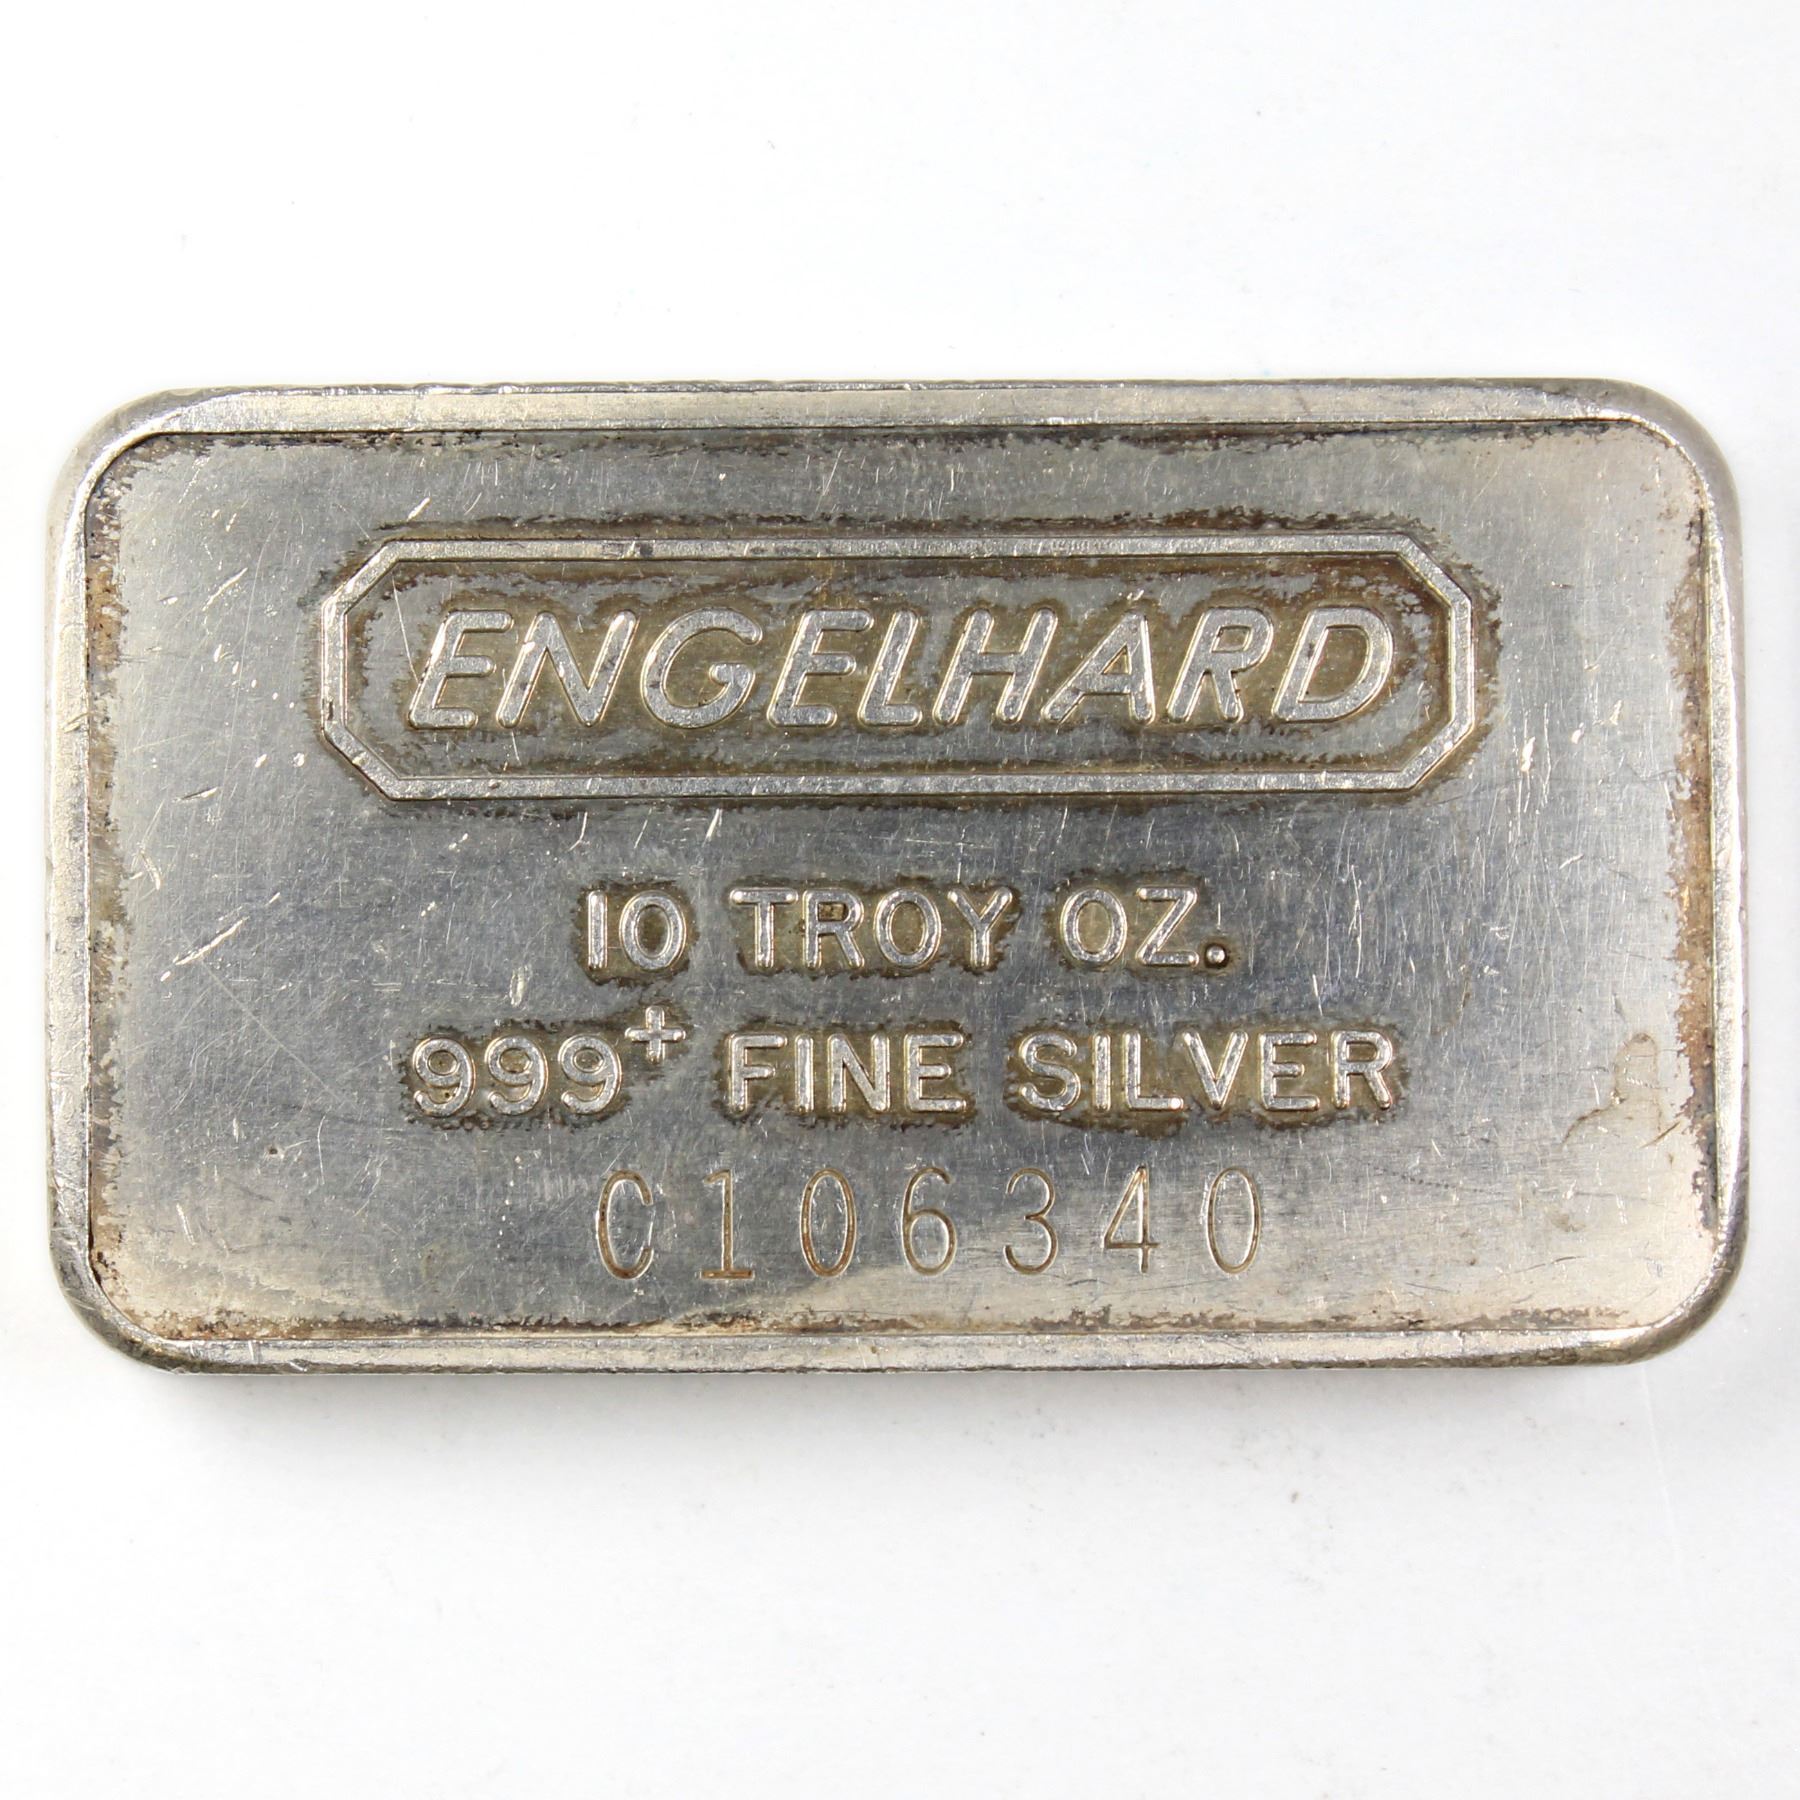 ENGELHARD
10 TROY OZ.
999+ FINE SILVER
C106340